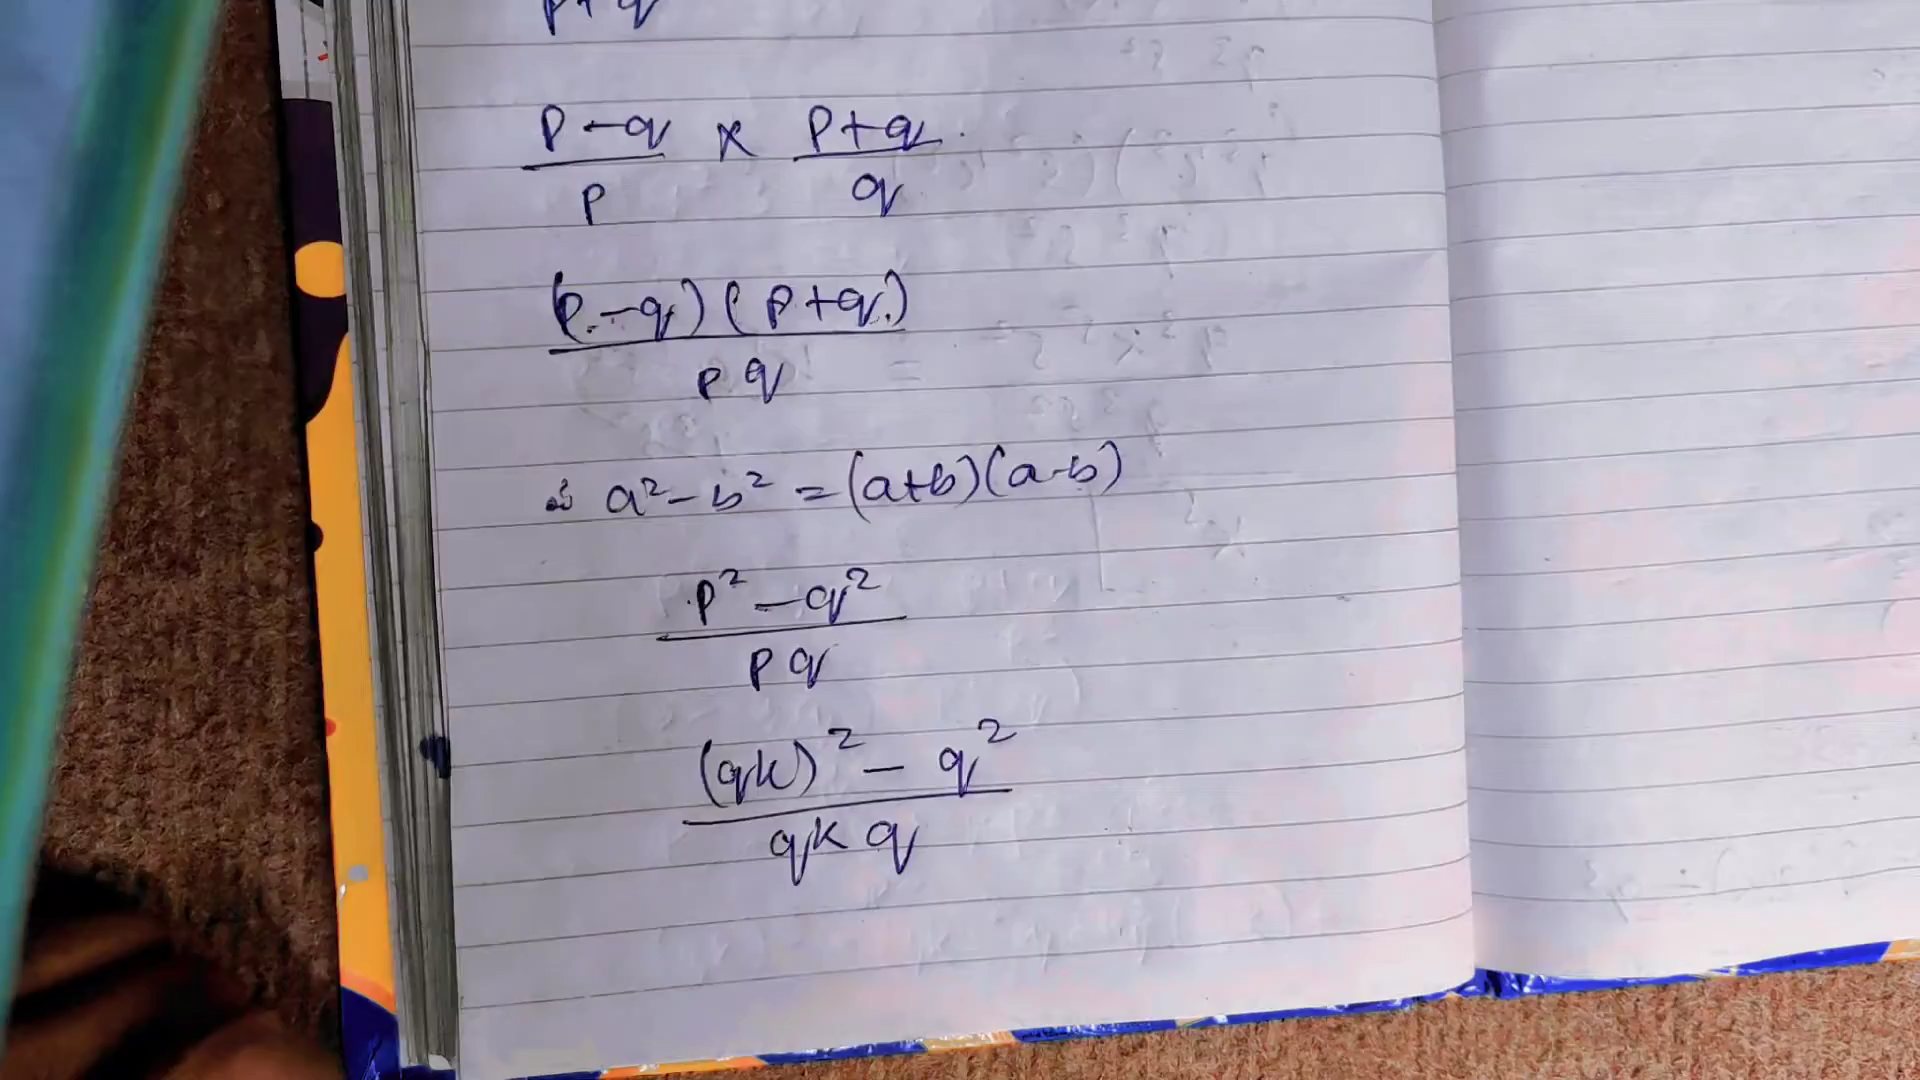 p+q
p-q/p × p+q/q
(p-q)(p+q)/pq
∴ a²-b² = (a+b)(a-b)
p²-q²/pq
(qk)²-q²/qkq